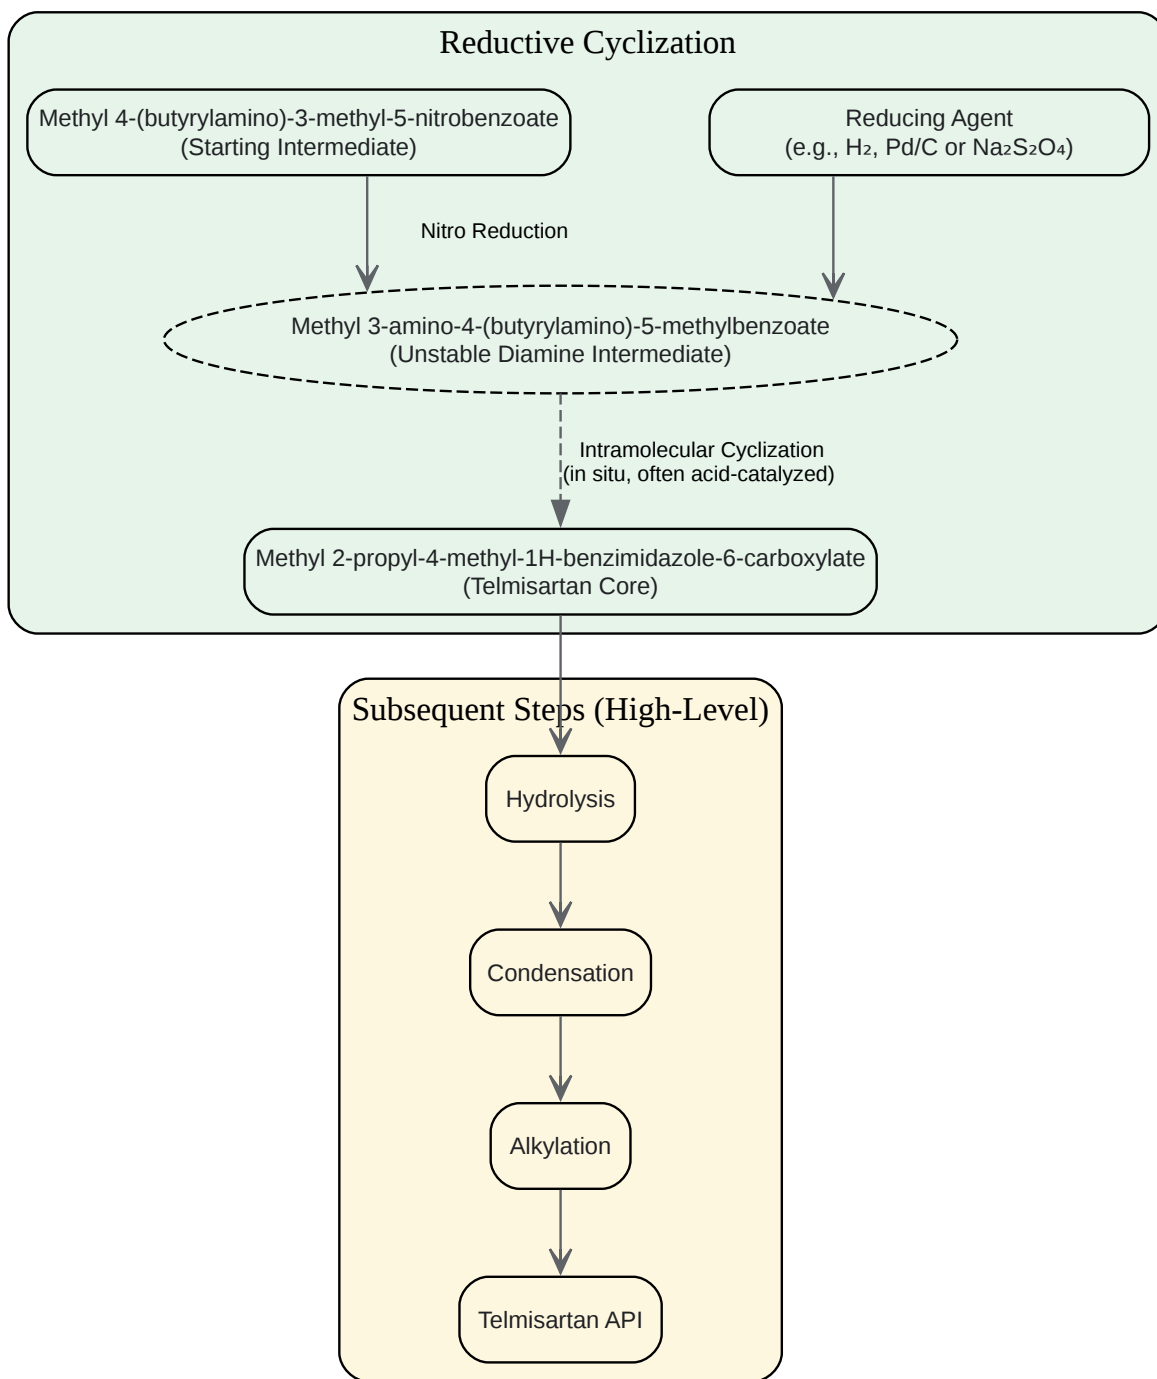 Reductive Cyclization
Methyl 4-(butyrylamino)-3-methyl-5-nitrobenzoate
(Starting Intermediate)
Reducing Agent
(e.g., H₂, Pd/C or Na₂S₂O₄)
Nitro Reduction
Methyl 3-amino-4-(butyrylamino)-5-methylbenzoate
(Unstable Diamine Intermediate)
Intramolecular Cyclization
(in situ, often acid-catalyzed)
Methyl 2-propyl-4-methyl-1H-benzimidazole-6-carboxylate
(Telmisartan Core)
Subsequent Steps (High-Level)
Hydrolysis
Condensation
Alkylation
Telmisartan API